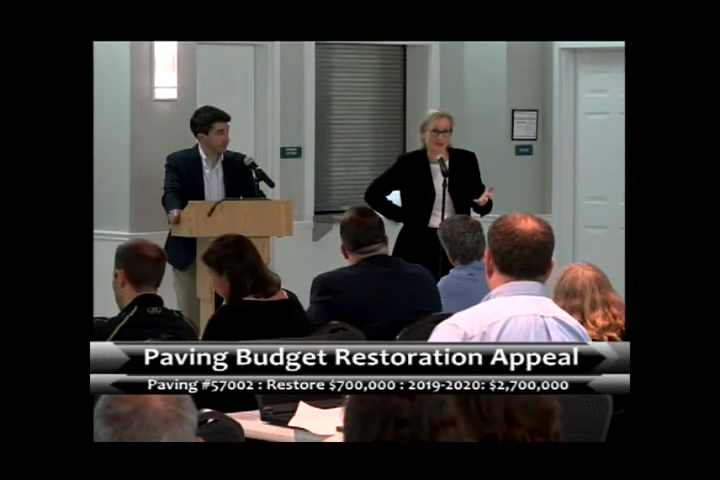 Paving Budget Restoration Appeal
Paving #57002 : Restore $700,000 : 2019-2020: $2,700,000